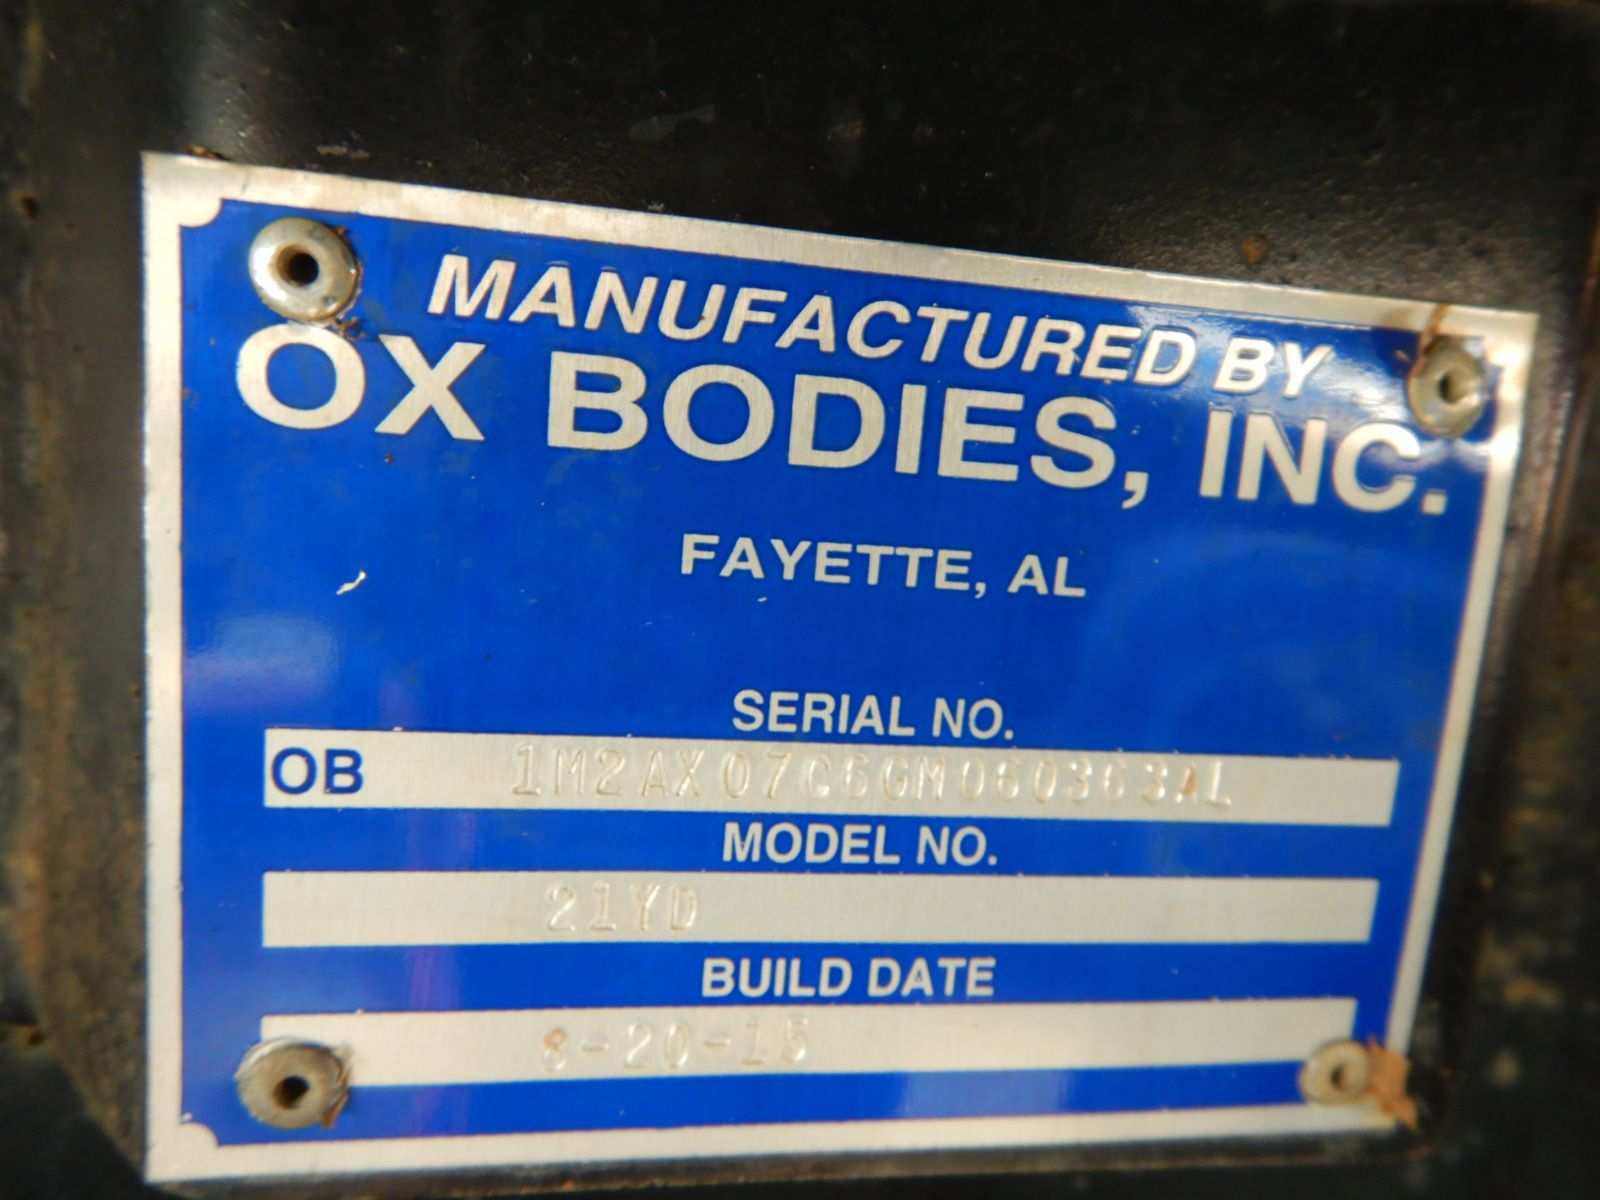 MANUFACTURED BY
OX BODIES, INC.
FAYETTE, AL
SERIAL NO.
OB 1M2AX07C6GM060363AL
MODEL NO.
21YD
BUILD DATE
8-20-15